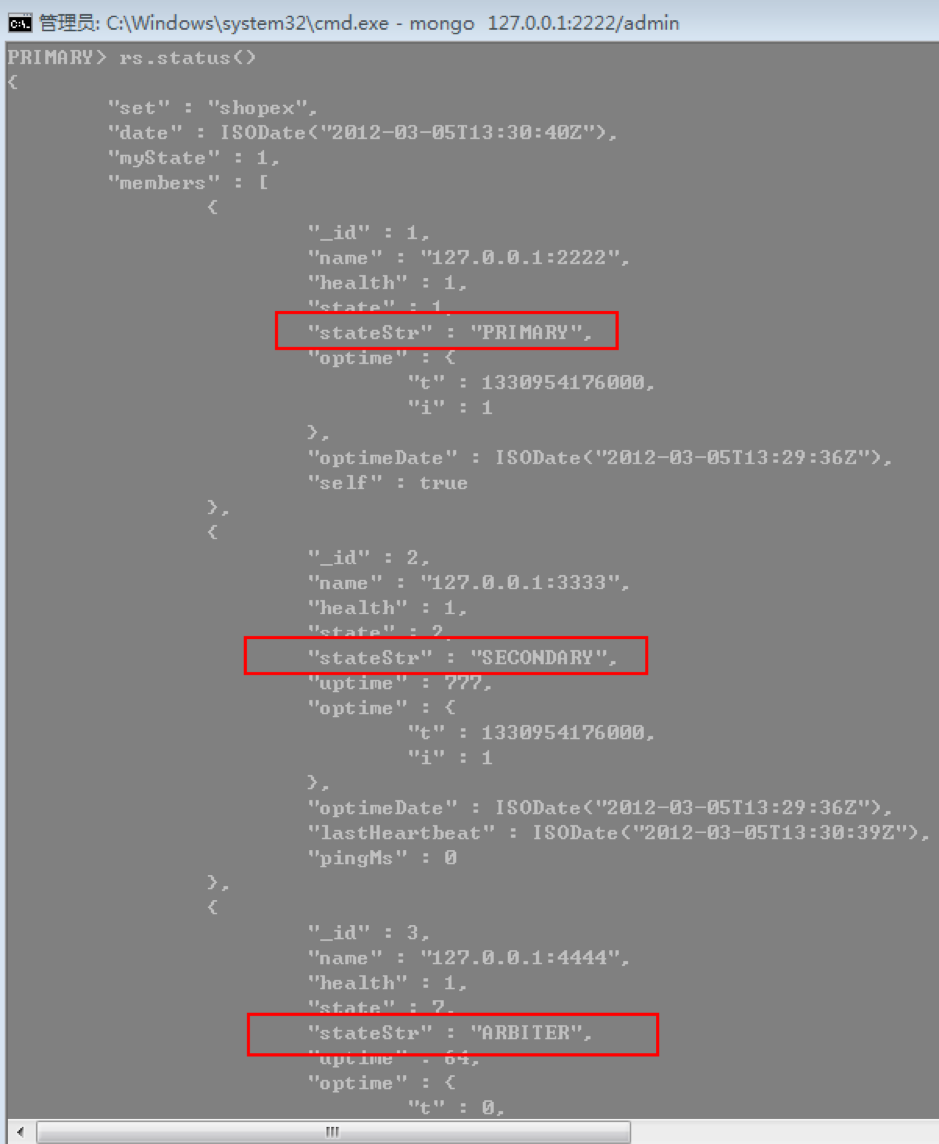 管理员: C:\Windows\system32\cmd.exe - mongo 127.0.0.1:2222/admin
PRIMARY> rs.status()
{
"set" : "shopex",
"date" : ISODate("2012-03-05T13:30:40Z"),
"myState" : 1,
"members" : [
{
"_id" : 1,
"name" : "127.0.0.1:2222",
"health" : 1,
"state" : 1,
"stateStr" : "PRIMARY",
"optime" : {
"t" : 1330954176000,
"i" : 1
},
"optimeDate" : ISODate("2012-03-05T13:29:36Z"),
"self" : true
},
{
"_id" : 2,
"name" : "127.0.0.1:3333",
"health" : 1,
"state" : 2,
"stateStr" : "SECONDARY",
"uptime" : 777,
"optime" : {
"t" : 1330954176000,
"i" : 1
},
"optimeDate" : ISODate("2012-03-05T13:29:36Z"),
"lastHeartbeat" : ISODate("2012-03-05T13:30:39Z"),
"pingMs" : 0
},
{
"_id" : 3,
"name" : "127.0.0.1:4444",
"health" : 1,
"state" : 7,
"stateStr" : "ARBITER",
"uptime" : 64,
"optime" : {
"t" : 0,